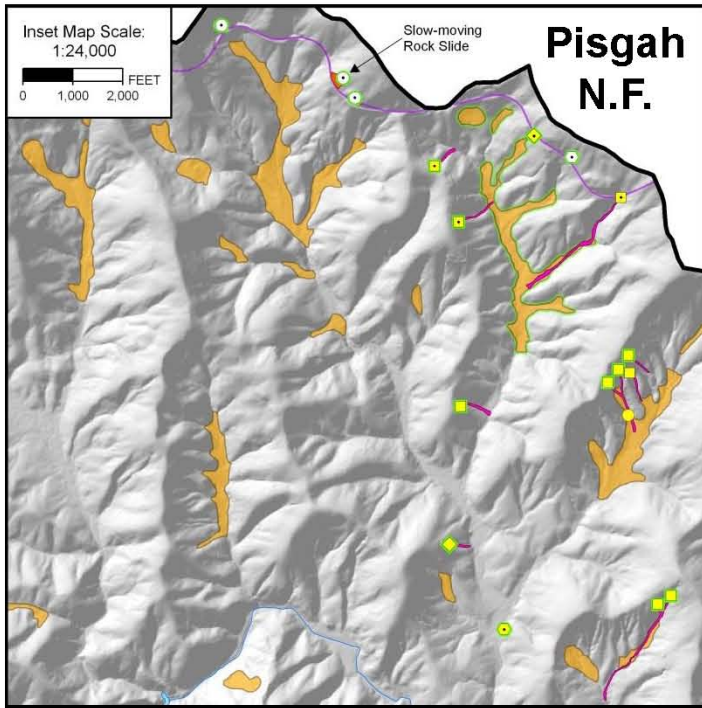 Inset Map Scale:
1:24,000
FEET
0 1,000 2,000
Slow-moving
Rock Slide
Pisgah
N.F.